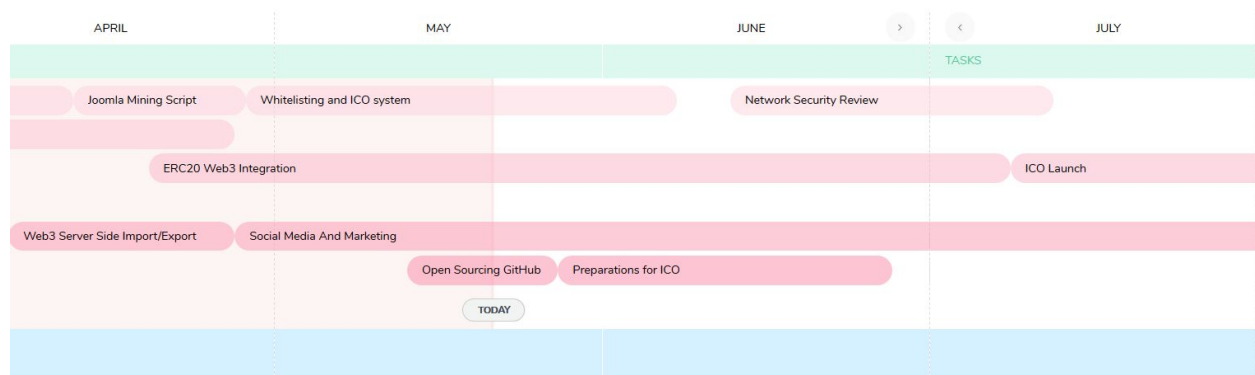 APRIL MAY JUNE > < JULY
TASKS
Joomla Mining Script Whitelisting and ICO system Network Security Review
ERC20 Web3 Integration ICO Launch
Web3 Server Side Import/Export Social Media And Marketing
Open Sourcing GitHub Preparations for ICO
TODAY